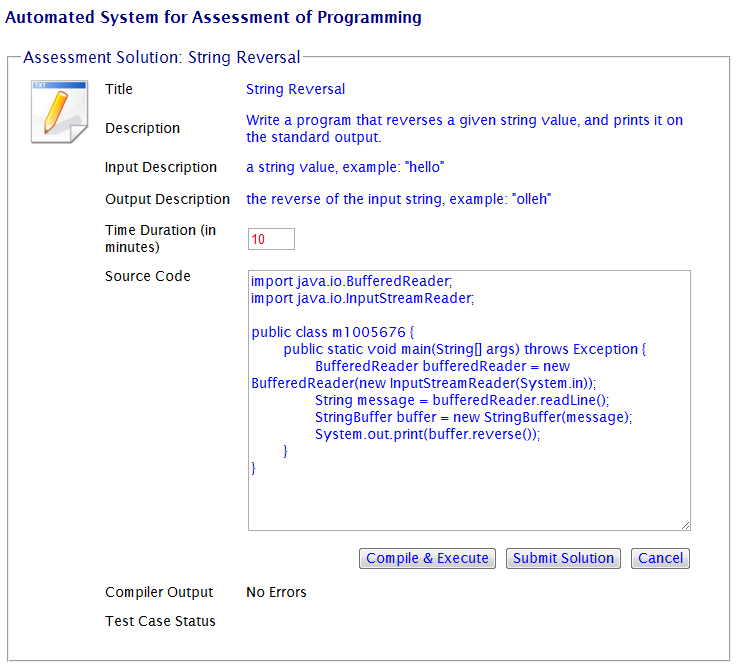 Automated System for Assessment of Programming
Assessment Solution: String Reversal
TXT
Title
String Reversal
Description
Write a program that reverses a given string value, and prints it on
the standard output.
Input Description
a string value, example: "hello"
Output Description
the reverse of the input string, example: "olleh"
Time Duration (in
minutes)
10
Source Code
import java.io.BufferedReader;
import java.io.InputStreamReader;
public class m1005676 {
public static void main(String[] args) throws Exception {
BufferedReader bufferedReader = new
BufferedReader(new InputStreamReader(System.in));
String message = bufferedReader.readLine();
StringBuffer buffer = new StringBuffer(message);
System.out.print(buffer.reverse());
}
}
Compile & Execute
Submit Solution
Cancel
Compiler Output
No Errors
Test Case Status